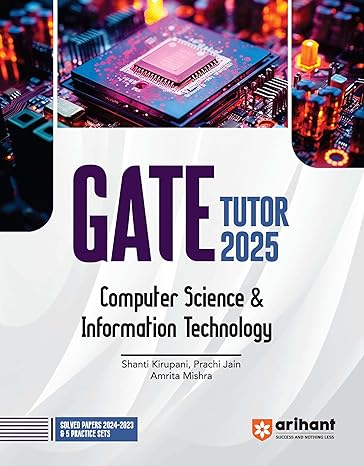 GATE TUTOR
2025
Computer Science &
Information Technology
Shanti Kirupani, Prachi Jain
Amrita Mishra
SOLVED PAPERS 2024-2023
& 5 PRACTICE SETS
arihant
SUCCESS AND NOTHING LESS